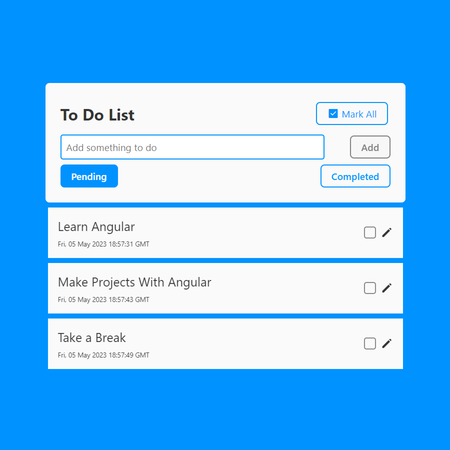 To Do List
Mark All
Add something to do
Add
Pending
Completed
Learn Angular
Fri, 05 May 2023 18:57:31 GMT
Make Projects With Angular
Fri, 05 May 2023 18:57:43 GMT
Take a Break
Fri, 05 May 2023 18:57:49 GMT